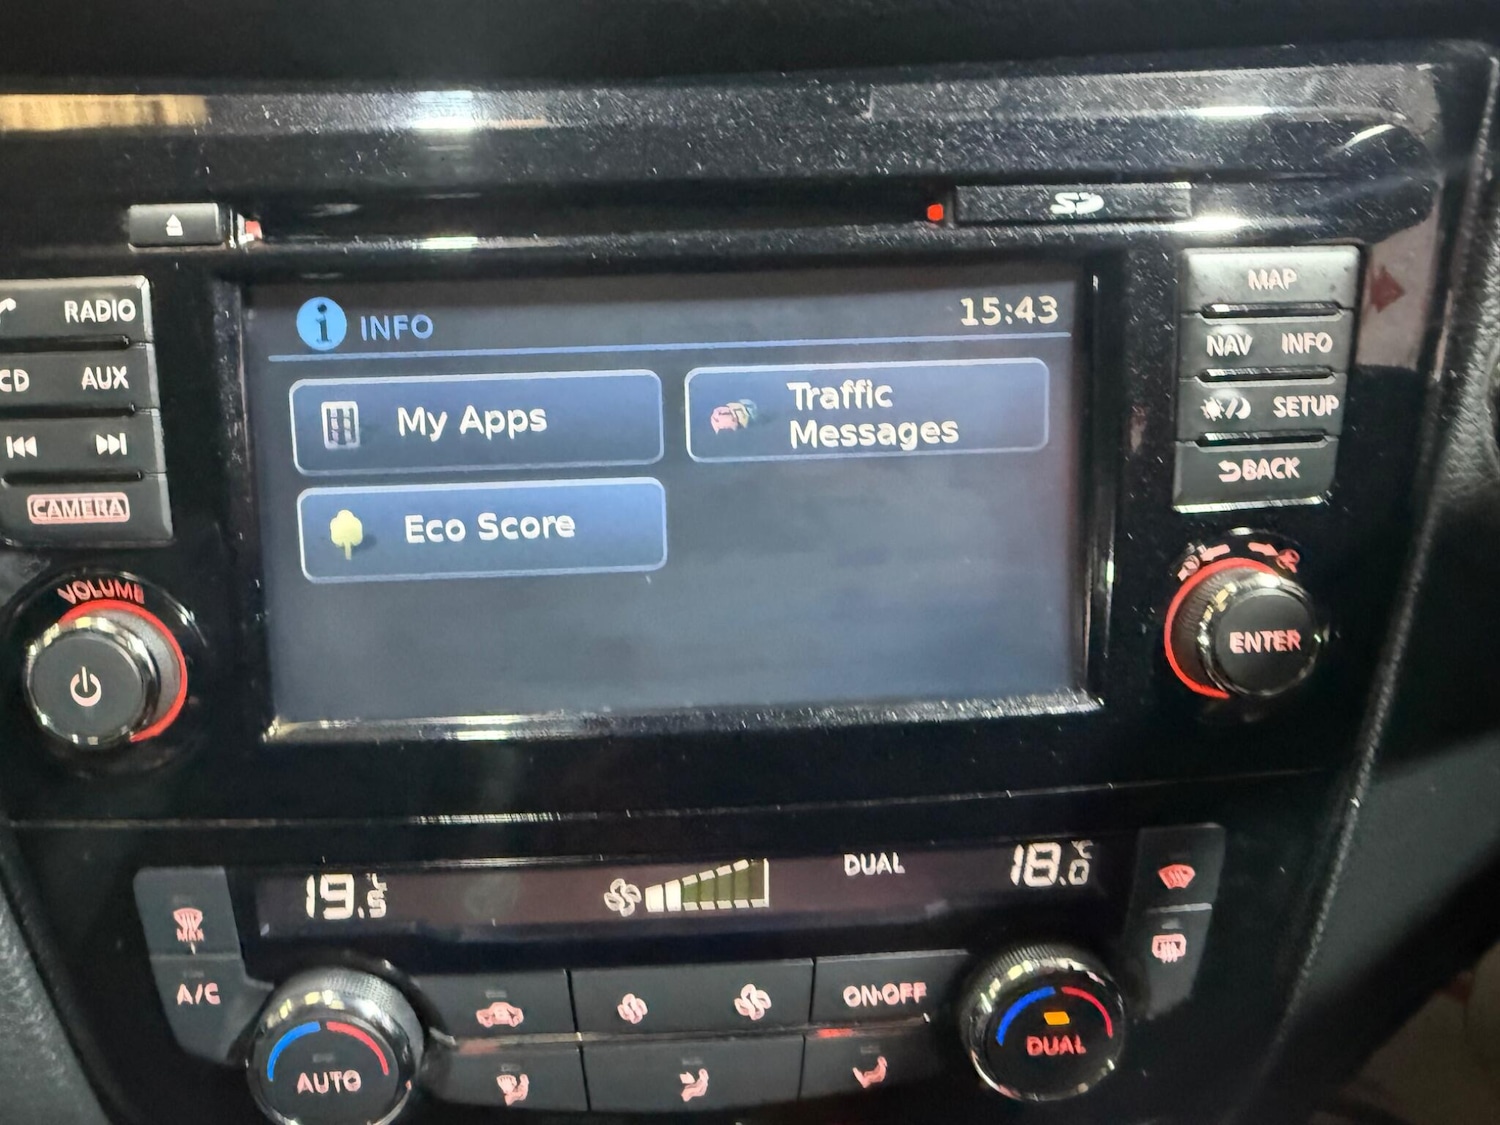 SD
RADIO
CD AUX
CAMERA
VOLUME
INFO
15:43
My Apps
Traffic
Messages
Eco Score
MAP
NAV INFO
SETUP
BACK
ENTER
19.5°C
DUAL
18.0°C
MAX
A/C
AUTO
ON·OFF
DUAL